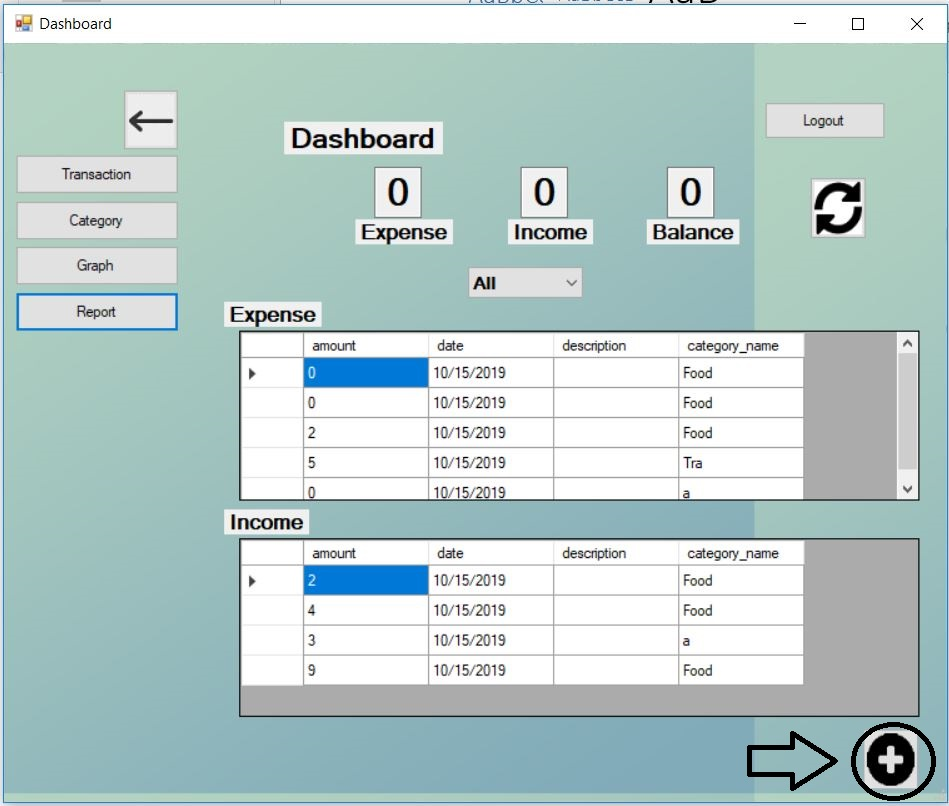 Dashboard
Logout
Dashboard
Transaction
0 0 0
Category
Expense Income Balance
Graph
All
Report
Expense
amount date description category_name
0 10/15/2019 Food
0 10/15/2019 Food
2 10/15/2019 Food
5 10/15/2019 Tra
0 10/15/2019 a
Income
amount date description category_name
2 10/15/2019 Food
4 10/15/2019 Food
3 10/15/2019 a
9 10/15/2019 Food